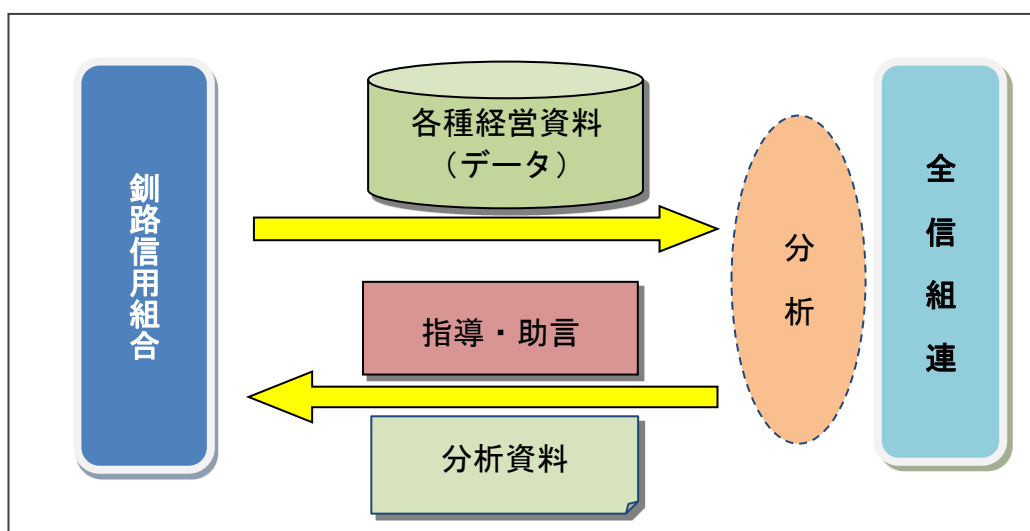 釧路信用組合
各種経営資料
（データ）
指導・助言
分析資料
分析
全信組連